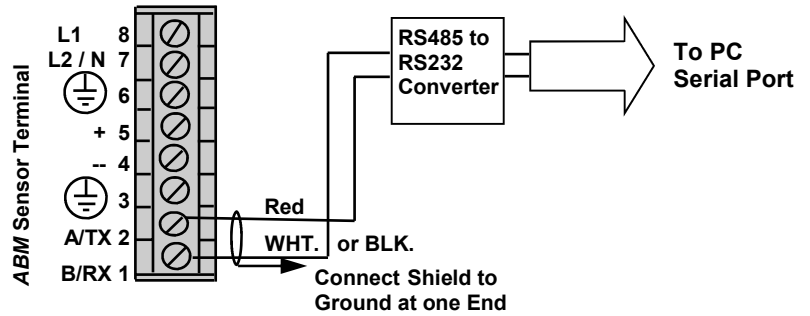 ABM Sensor Terminal
L1 8
L2 / N 7
6
+ 5
-- 4
3
A/TX 2
B/RX 1
Red
WHT. or BLK.
Connect Shield to
Ground at one End
RS485 to
RS232
Converter
To PC
Serial Port